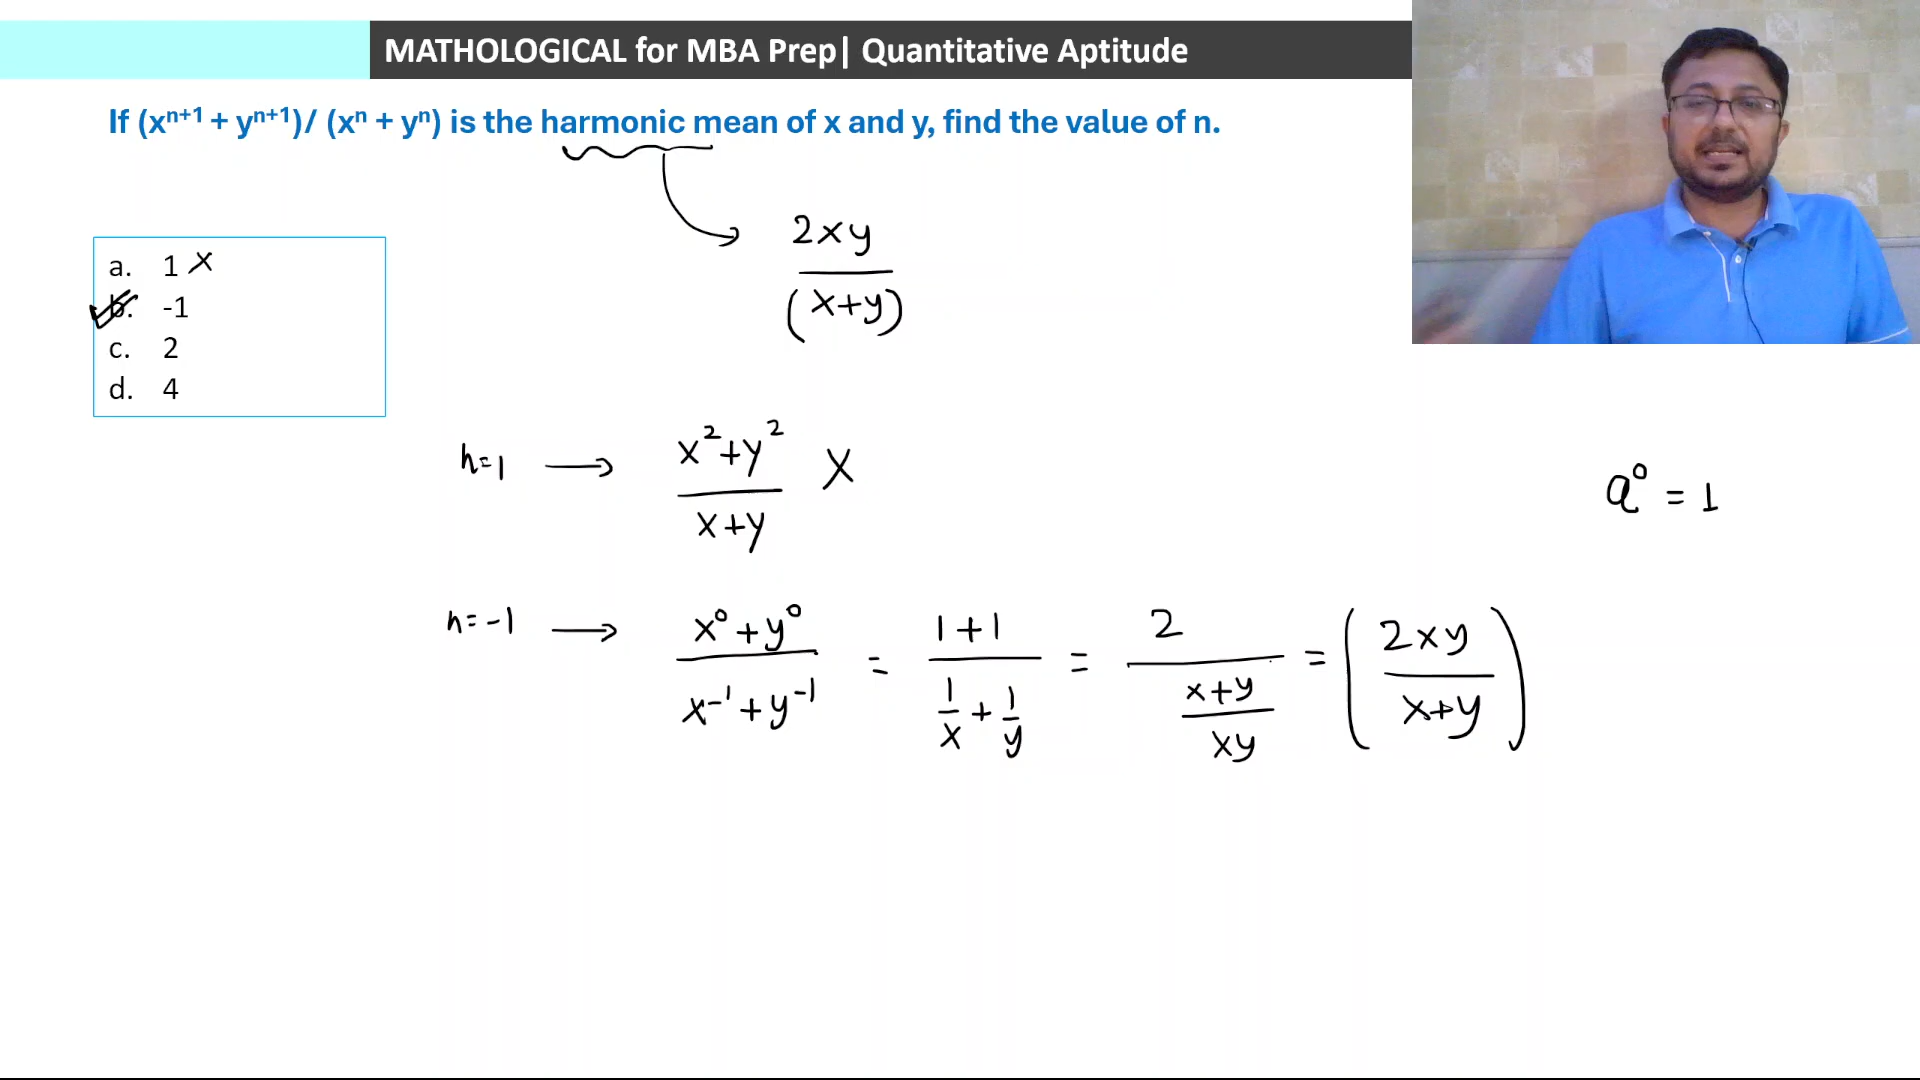 MATHOLOGICAL for MBA Prep| Quantitative Aptitude
If (xⁿ⁺¹ + yⁿ⁺¹)/ (xⁿ + yⁿ) is the harmonic mean of x and y, find the value of n.
2xy
(x+y)
a. 1 X
b. -1
c. 2
d. 4
n=1 → x²+y² X
x+y
a⁰ = 1
n=-1 → x⁰+y⁰ = 1+1 = 2 = (2xy)
x⁻¹+y⁻¹ 1/x + 1/y x+y/xy x+y